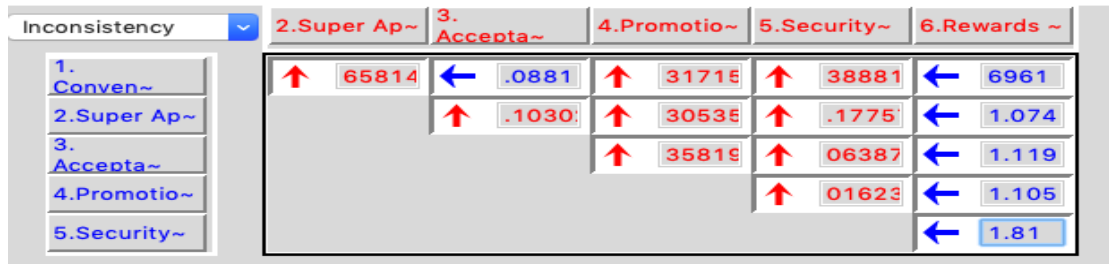 Inconsistency
2.Super Ap~
3.
Accepta~
4.Promotio~
5.Security~
6.Rewards ~
1.
Conven~
65814
.0881
31715
38881
6961
2.Super Ap~
.1030
30535
.1775
1.074
3.
Accepta~
35819
06387
1.119
4.Promotio~
01623
1.105
5.Security~
1.81